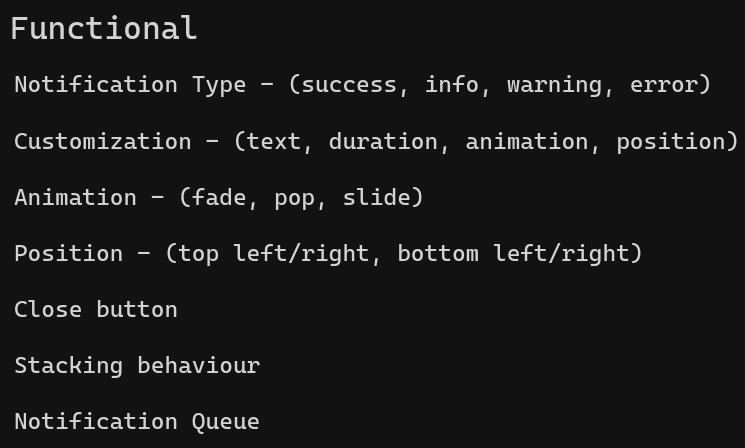 Functional
Notification Type – (success, info, warning, error)
Customization – (text, duration, animation, position)
Animation – (fade, pop, slide)
Position – (top left/right, bottom left/right)
Close button
Stacking behaviour
Notification Queue